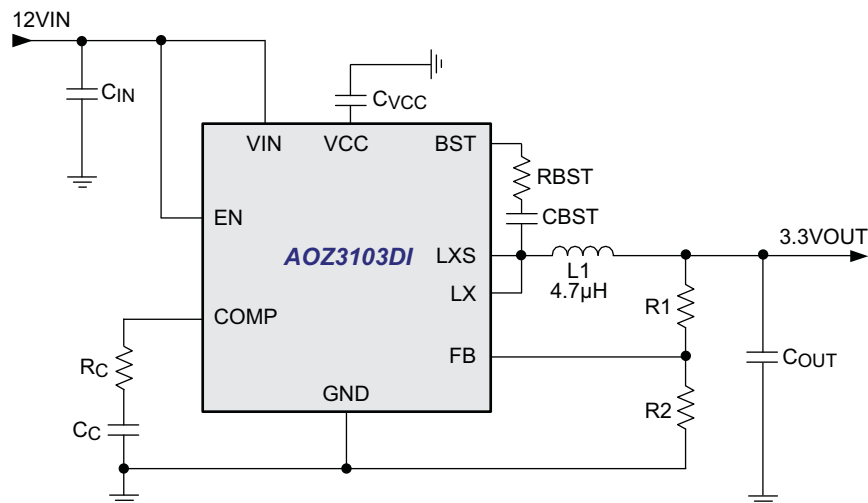 12VIN
CIN
CVCC
VIN
VCC
BST
RBST
CBST
EN
AOZ3103DI
LXS
LX
L1
4.7µH
3.3VOUT
COMP
R1
RC
FB
COUT
GND
R2
CC